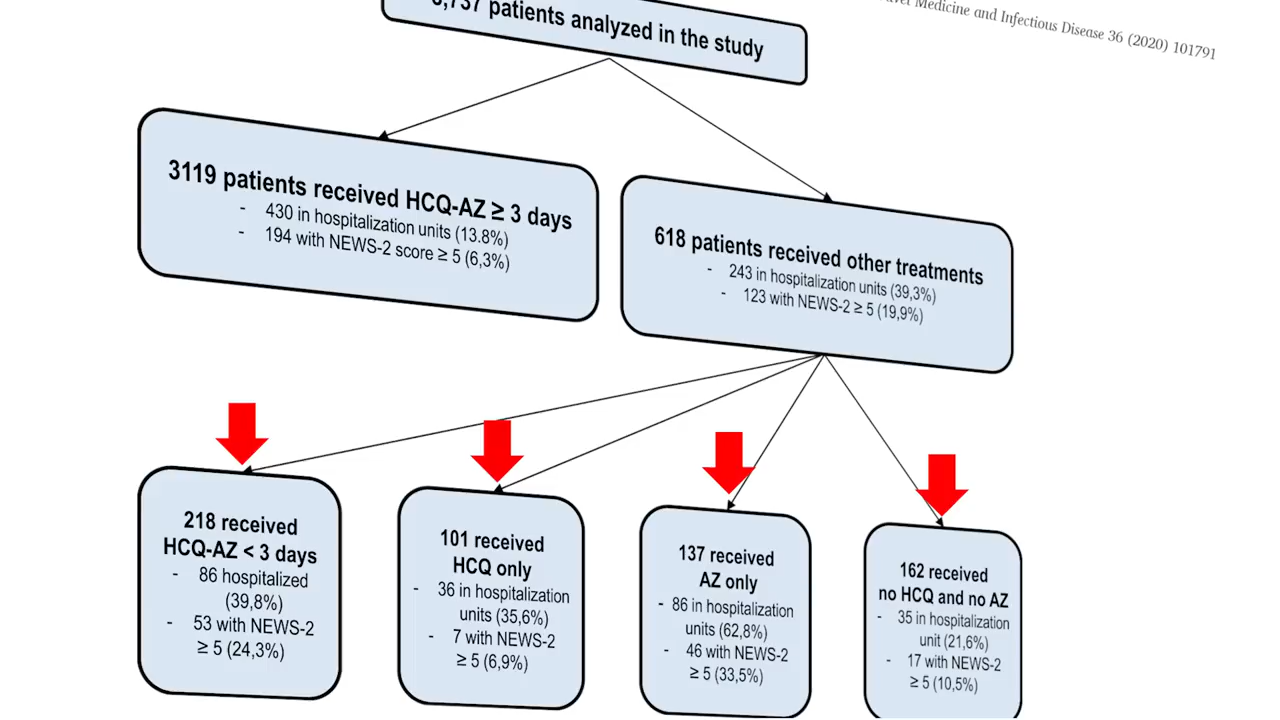 patients analyzed in the study
Medicine and Infectious Disease 36 (2020) 101791
3119 patients received HCQ-AZ ≥ 3 days
- 430 in hospitalization units (13.8%)
- 194 with NEWS-2 score ≥ 5 (6,3%)
618 patients received other treatments
- 243 in hospitalization units (39,3%)
- 123 with NEWS-2 ≥ 5 (19,9%)
218 received
HCQ-AZ < 3 days
- 86 hospitalized
(39,8%)
- 53 with NEWS-2
≥ 5 (24,3%)
101 received
HCQ only
- 36 in hospitalization
units (35,6%)
- 7 with NEWS-2
≥ 5 (6,9%)
137 received
AZ only
- 86 in hospitalization
units (62,8%)
- 46 with NEWS-2
≥ 5 (33,5%)
162 received
no HCQ and no AZ
- 35 in hospitalization
unit (21,6%)
- 17 with NEWS-2
≥ 5 (10,5%)